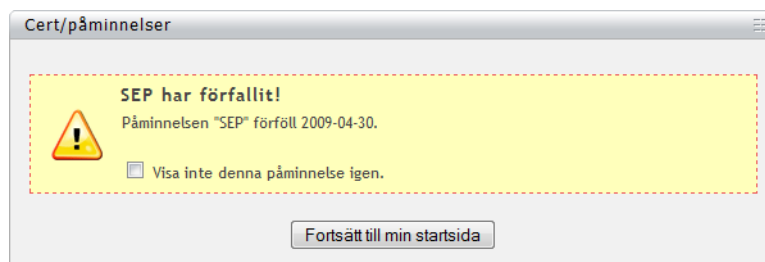 Cert/påminnelser
SEP har förfallit!
Påminnelsen "SEP" förföll 2009-04-30.
Visa inte denna påminnelse igen.
Fortsätt till min startsida